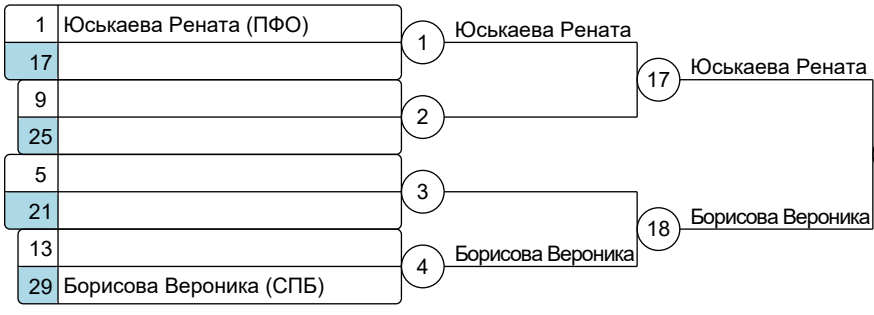 1 Юськаева Рената (ПФО)
1 Юськаева Рената
17
17 Юськаева Рената
9
2
25
5
3
21
18 Борисова Вероника
13
4 Борисова Вероника
29 Борисова Вероника (СПБ)